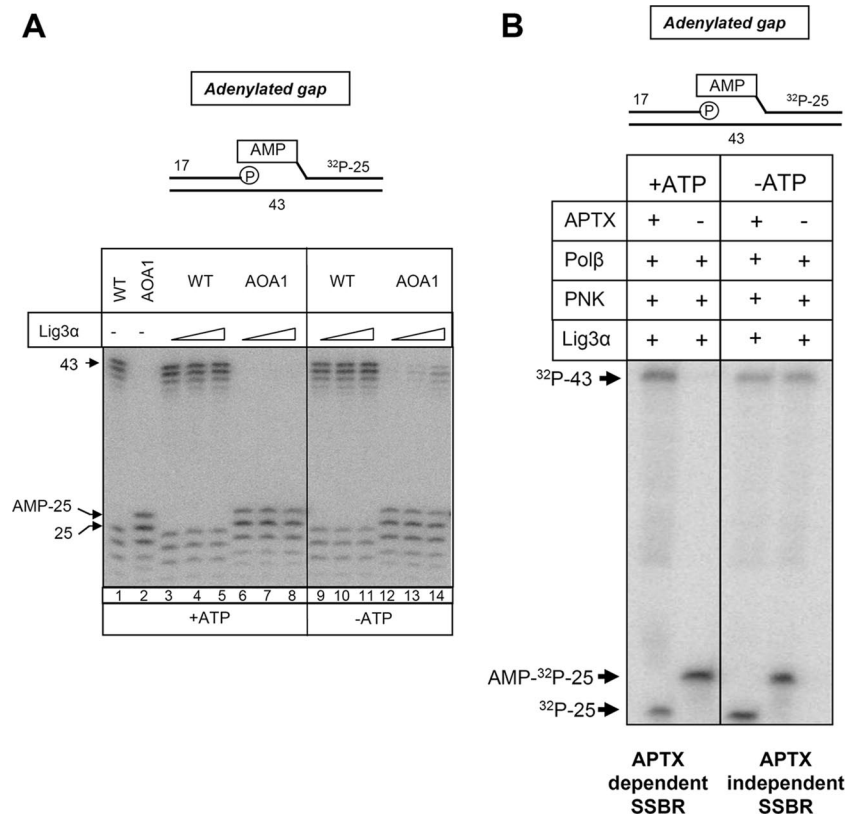 A
Adenylated gap
AMP
17
P
³²P-25
43
WT
AOA1
WT
AOA1
WT
AOA1
Lig3α
-
-
43
AMP-25
25
1 2 3 4 5 6 7 8 9 10 11 12 13 14
+ATP
-ATP
B
Adenylated gap
AMP
17
P
³²P-25
43
+ATP -ATP
APTX + - + -
Polβ + + + +
PNK + + + +
Lig3α + + + +
³²P-43
AMP-³²P-25
³²P-25
APTX APTX
dependent independent
SSBR SSBR